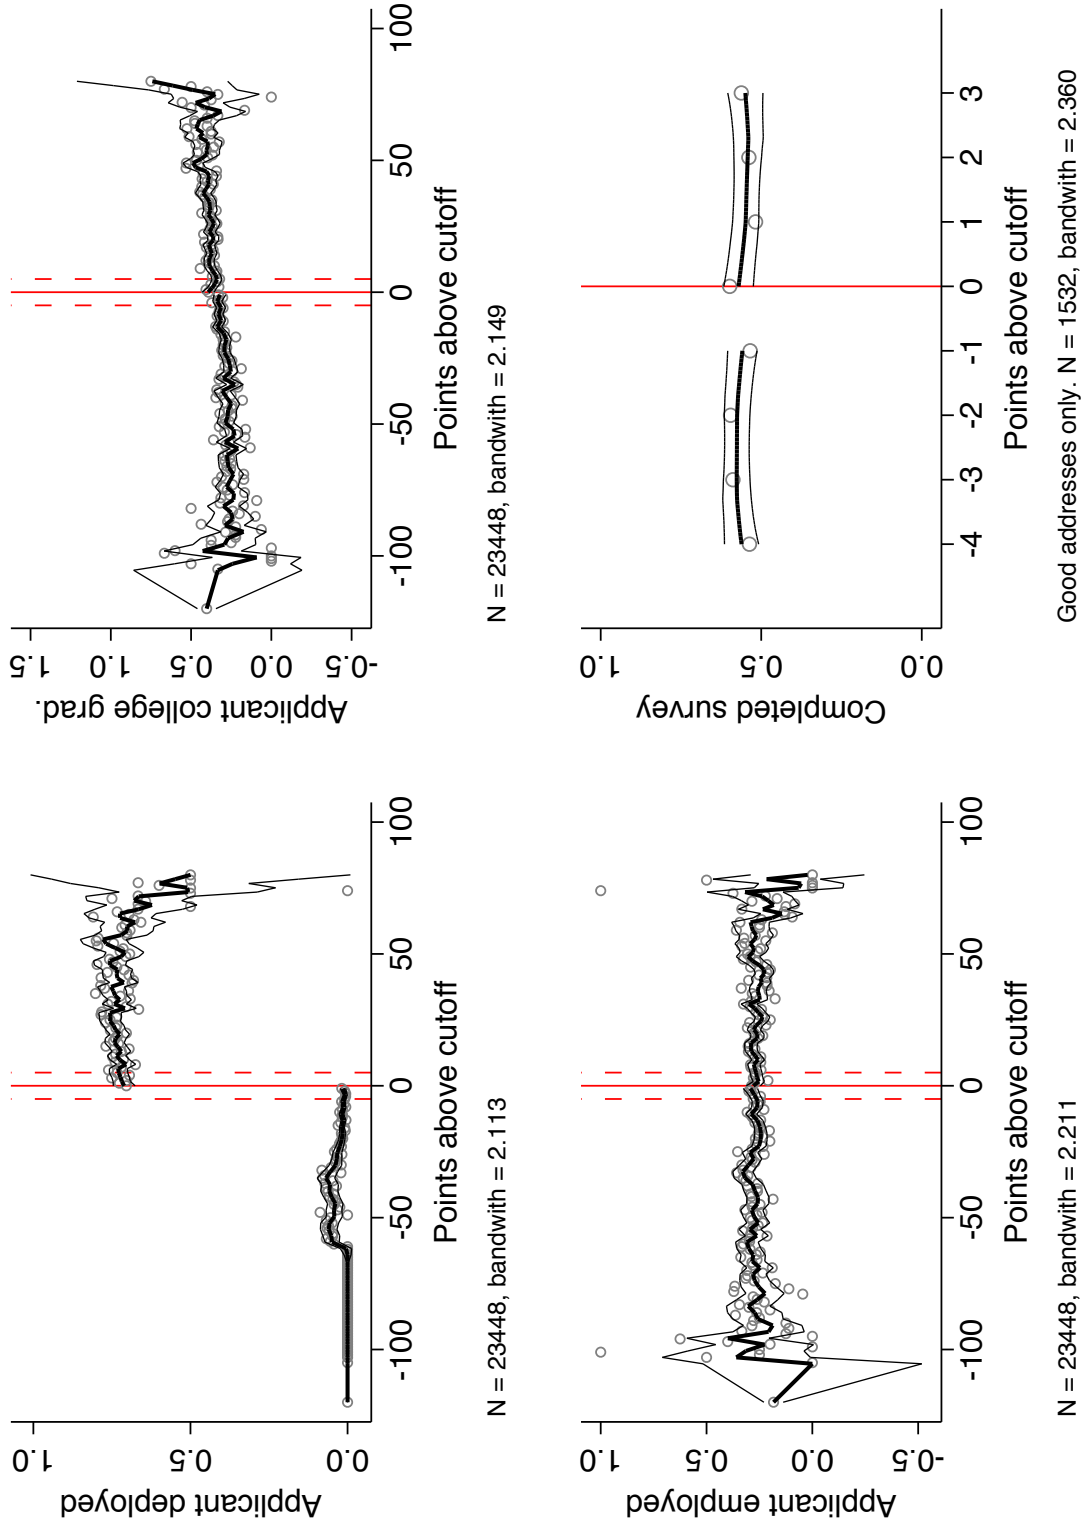 Applicant deployed
1.0
0.5
0.0
-100 -50 0 50 100
Points above cutoff
N = 23448, bandwith = 2.113
Applicant college grad.
1.5
1.0
0.5
0.0
-0.5
-100 -50 0 50 100
Points above cutoff
N = 23448, bandwith = 2.149
Applicant employed
1.0
0.5
0.0
-0.5
-100 -50 0 50 100
Points above cutoff
N = 23448, bandwith = 2.211
Completed survey
1.0
0.5
0.0
-4 -3 -2 -1 0 1 2 3
Points above cutoff
Good addresses only. N = 1532, bandwith = 2.360